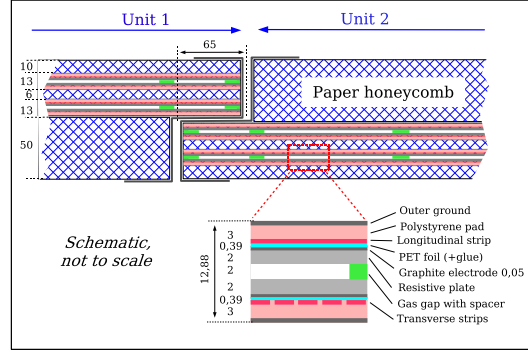 Unit 1
Unit 2
65
10
13
6
13
50
Paper honeycomb
Schematic,
not to scale
12,88
3
0,39
2
2
2
0,39
3
Outer ground
Polystyrene pad
Longitudinal strip
PET foil (+glue)
Graphite electrode 0,05
Resistive plate
Gas gap with spacer
Transverse strips